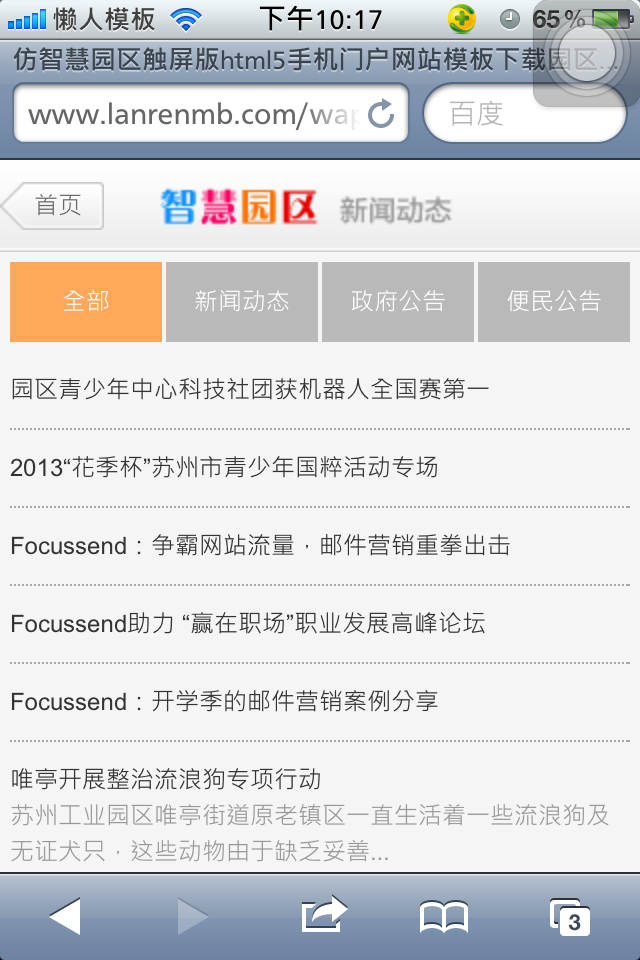 懒人模板 下午10:17 65%
仿智慧园区触屏版html5手机门户网站模板下载园区...
www.lanrenmb.com/wap 百度
首页 智慧园区 新闻动态
全部 新闻动态 政府公告 便民公告
园区青少年中心科技社团获机器人全国赛第一
2013“花季杯”苏州市青少年国粹活动专场
Focussend：争霸网站流量，邮件营销重拳出击
Focussend助力 “赢在职场”职业发展高峰论坛
Focussend：开学季的邮件营销案例分享
唯亭开展整治流浪狗专项行动
苏州工业园区唯亭街道原老镇区一直生活着一些流浪狗及
无证犬只，这些动物由于缺乏妥善...
3